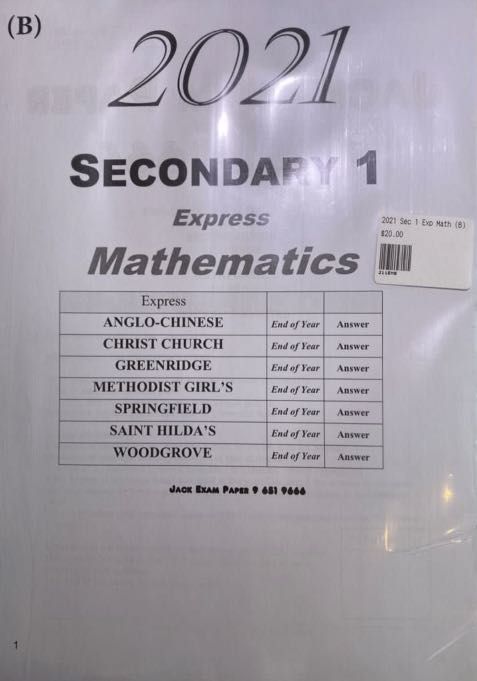 (B)
2021
SECONDARY 1
Express
Mathematics
2021 Sec 1 Exp Math (B)
$20.00
Express
ANGLO-CHINESE End of Year Answer
CHRIST CHURCH End of Year Answer
GREENRIDGE End of Year Answer
METHODIST GIRL'S End of Year Answer
SPRINGFIELD End of Year Answer
SAINT HILDA'S End of Year Answer
WOODGROVE End of Year Answer
JACK EXAM PAPER 9 651 9666
1